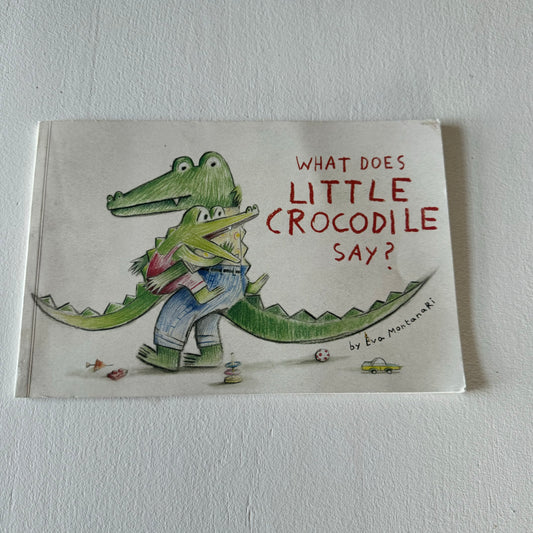 WHAT DOES
LITTLE
CROCODILE
SAY?
by Eva Montanari